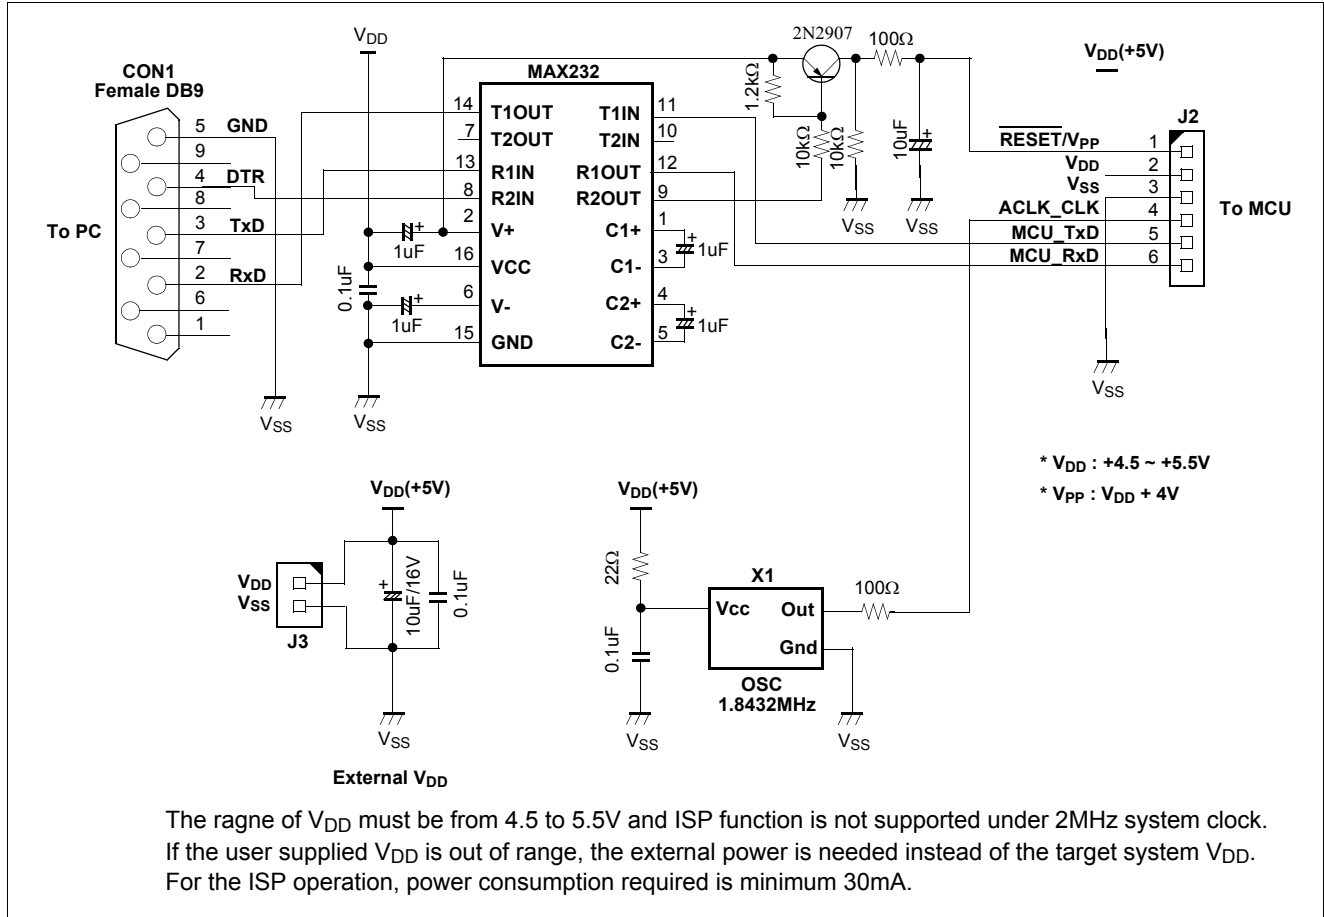 2N2907
100Ω
VDD
VDD(+5V)
CON1
Female DB9
MAX232
1.2kΩ
J2
14
T1OUT
T1IN
11
5
GND
7
T2OUT
T2IN
10
10kΩ
10kΩ
10uF
+
RESET/VPP
1
9
13
R1IN
R1OUT
12
VDD
2
4
DTR
8
R2IN
R2OUT
9
VSS
3
8
VSS
VSS
ACLK_CLK
4
To MCU
To PC
3
TxD
+
2
V+
C1+
1
+
MCU_TxD
5
7
1uF
1uF
MCU_RxD
6
2
RxD
0.1uF
16
VCC
C1-
3
6
+
6
V-
C2+
4
+
1
1uF
1uF
15
GND
C2-
5
VSS
VSS
VSS
* VDD : +4.5 ~ +5.5V
* VPP : VDD + 4V
VDD(+5V)
VDD(+5V)
22Ω
X1
100Ω
VDD
VSS
+
10uF/16V
0.1uF
Vcc
Out
J3
0.1uF
Gnd
OSC
1.8432MHz
VSS
VSS
VSS
External VDD
The ragne of VDD must be from 4.5 to 5.5V and ISP function is not supported under 2MHz system clock.
If the user supplied VDD is out of range, the external power is needed instead of the target system VDD.
For the ISP operation, power consumption required is minimum 30mA.